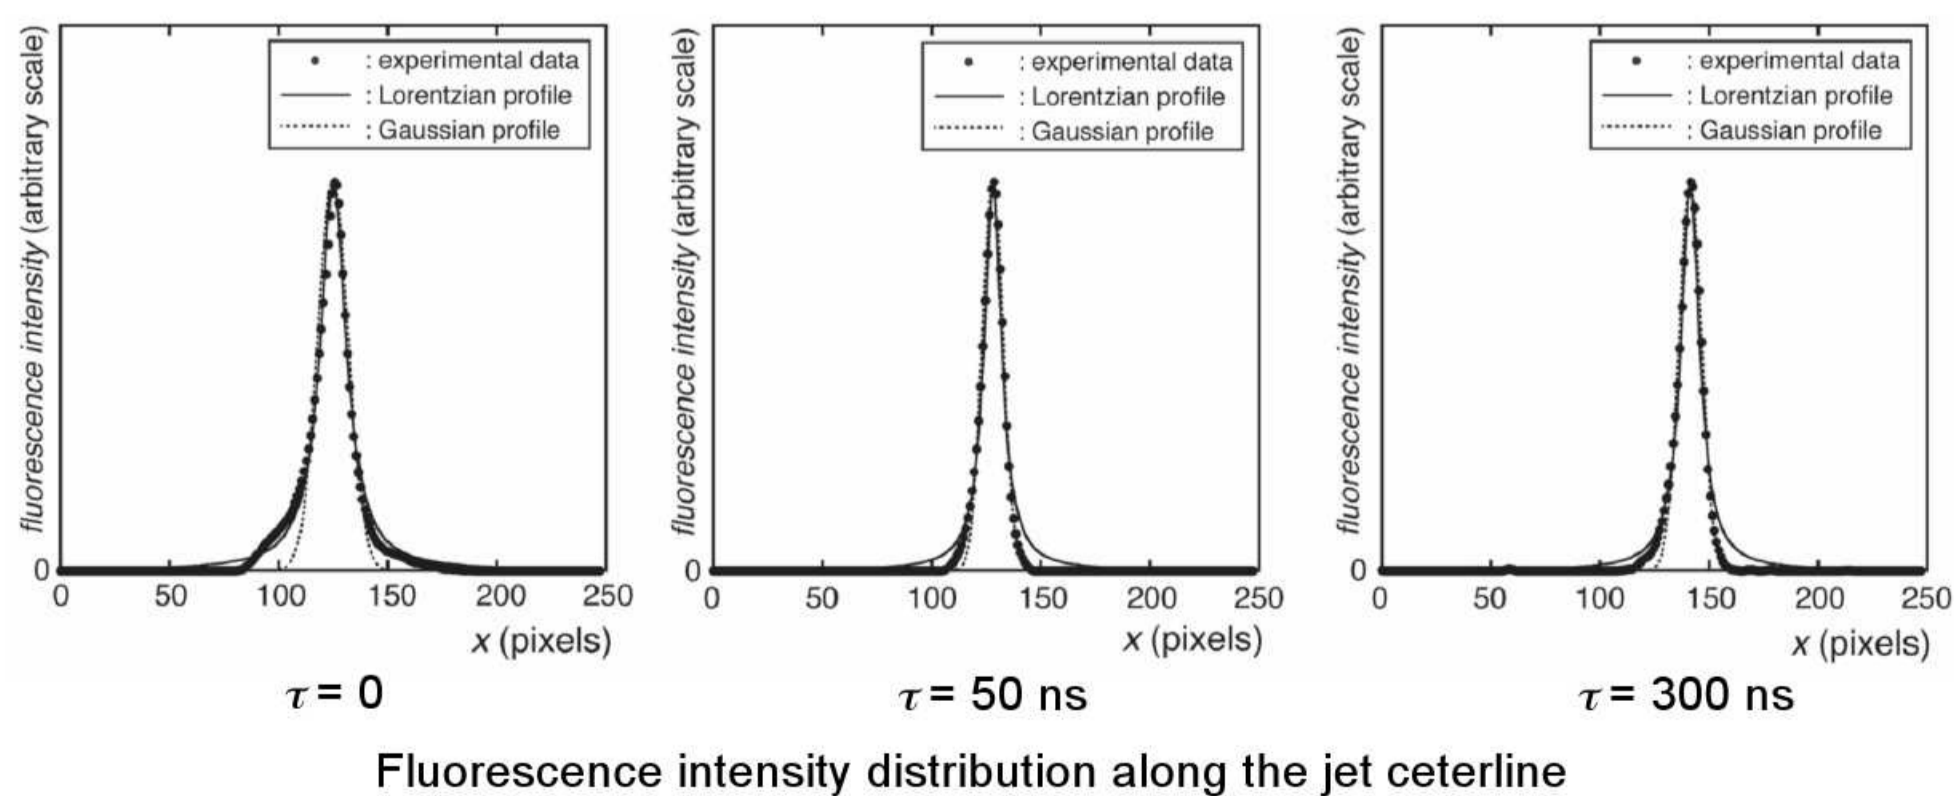 fluorescence intensity (arbitrary scale)
: experimental data
: Lorentzian profile
: Gaussian profile
0
0 50 100 150 200 250
x (pixels)
τ = 0
fluorescence intensity (arbitrary scale)
: experimental data
: Lorentzian profile
: Gaussian profile
0
0 50 100 150 200 250
x (pixels)
τ = 50 ns
fluorescence intensity (arbitrary scale)
: experimental data
: Lorentzian profile
: Gaussian profile
0
0 50 100 150 200 250
x (pixels)
τ = 300 ns
Fluorescence intensity distribution along the jet ceterline